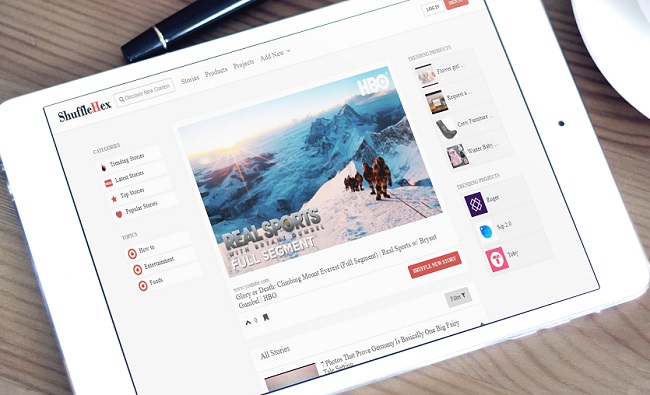 LOG IN
SIGN UP
ShuffleHex
Discover New Content
Stories
Products
Projects
Add New
CATEGORIES
Trending Stories
Latest Stories
Top Stories
Popular Stories
TOPICS
How to
Entertainment
Foods
HBO
REAL SPORTS
WITH BRYANT GUMBEL
FULL SEGMENT
www.youtube.com
Glory or Death: Climbing Mount Everest (Full Segment) | Real Sports w/ Bryant
Gumbel | HBO
SHUFFLE NEW STORY
0
Filter
All Stories
7 Photos That Prove Germany Is Basically One Big Fairy
Tale Setting
TRENDING PRODUCTS
Flower girl ...
Request a ...
Crew Furniture ...
Winter Baby ...
TRENDING PROJECTS
Roger
Sip 2.0
Toby